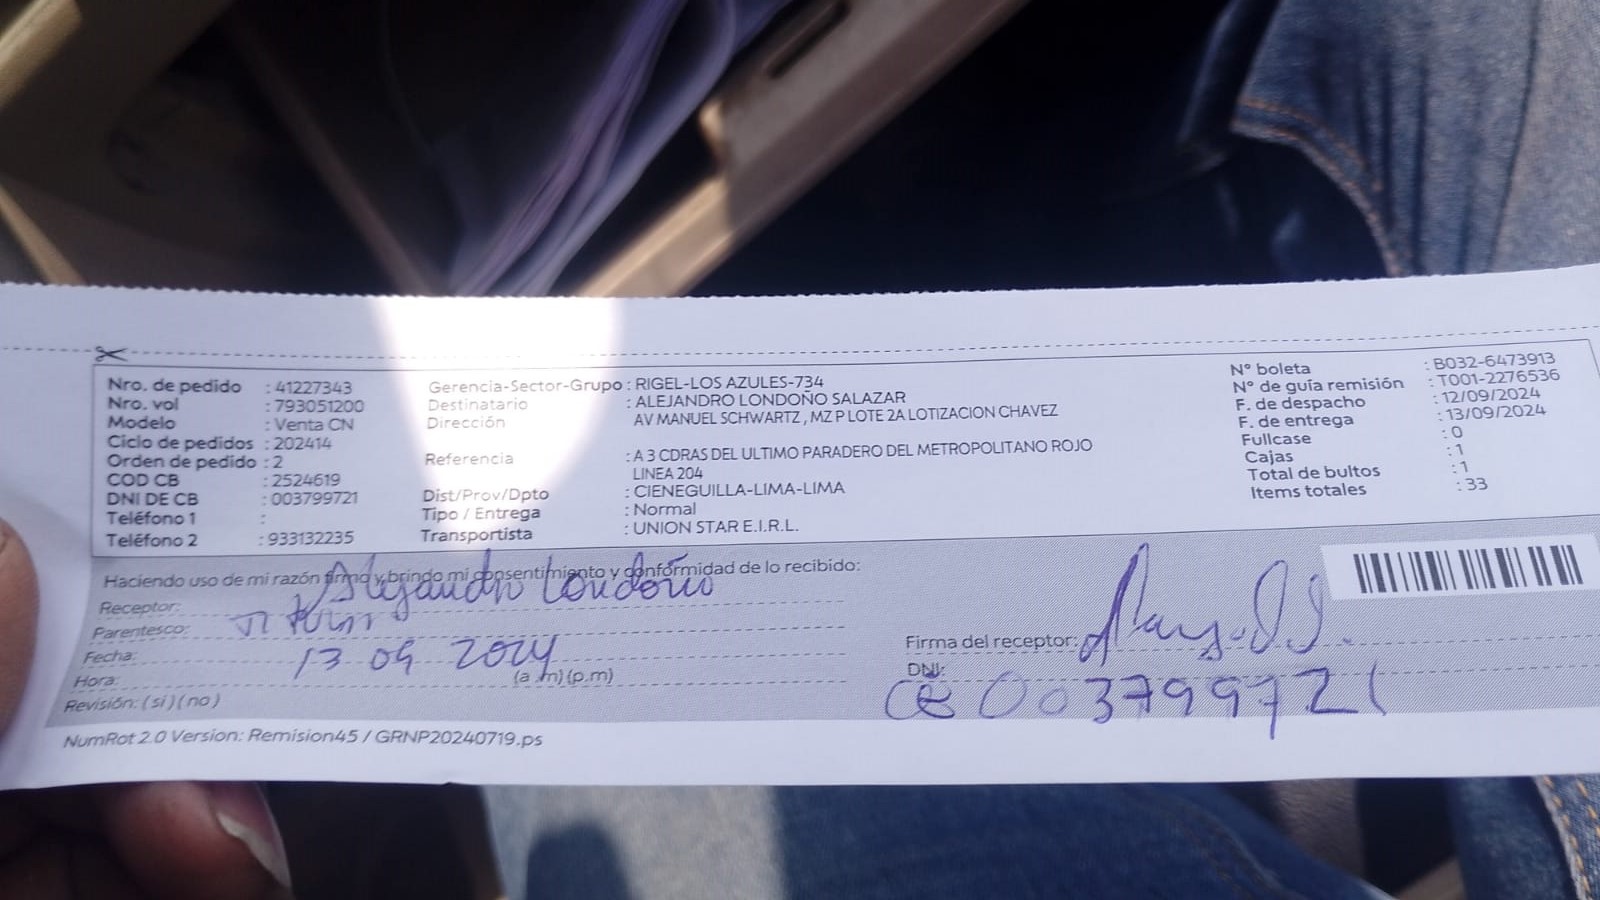 Nro. de pedido : 41227343
Nro. vol : 793051200
Modelo : Venta CN
Ciclo de pedidos : 202414
Orden de pedido : 2
COD CB : 2524619
DNI DE CB : 003799721
Teléfono 1 :
Teléfono 2 : 933132235
Gerencia-Sector-Grupo : RIGEL-LOS AZULES-734
Destinatario : ALEJANDRO LONDOÑO SALAZAR
Dirección AV MANUEL SCHWARTZ , MZ P LOTE 2A LOTIZACION CHAVEZ
Referencia : A 3 CDRAS DEL ULTIMO PARADERO DEL METROPOLITANO ROJO
LINEA 204
Dist/Prov/Dpto : CIENEGUILLA-LIMA-LIMA
Tipo / Entrega : Normal
Transportista : UNION STAR E.I.R.L.
N° boleta : B032-6473913
N° de guía remisión : T001-2276536
F. de despacho : 12/09/2024
F. de entrega : 13/09/2024
Fullcase : 0
Cajas : 1
Total de bultos : 1
Items totales : 33
Haciendo uso de mi razón firmo y brindo mi consentimiento y conformidad de lo recibido:
Receptor: Alejandro Londoño
Parentesco:
Fecha: 13 09 2024
Hora: (a .m) (p.m)
Revisión: ( si ) ( no )
Firma del receptor:
DNI:
CE 003799721
NumRot 2.0 Version: Remision45 / GRNP20240719.ps